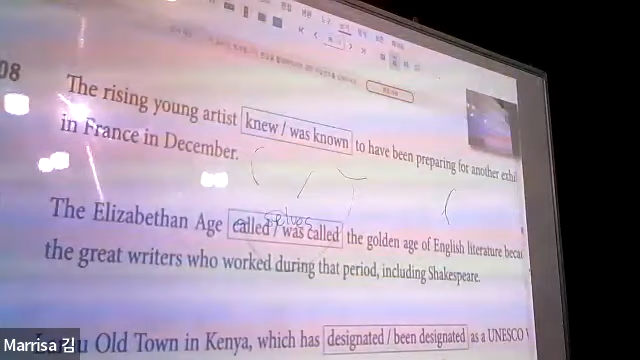 08
The rising young artist knew / was known to have been preparing for another exhi
in France in December.
The Elizabethan Age called / was called the golden age of English literature becau
the great writers who worked during that period, including Shakespeare.
Old Town in Kenya, which has designated / been designated as a UNESCO
Marrisa 김